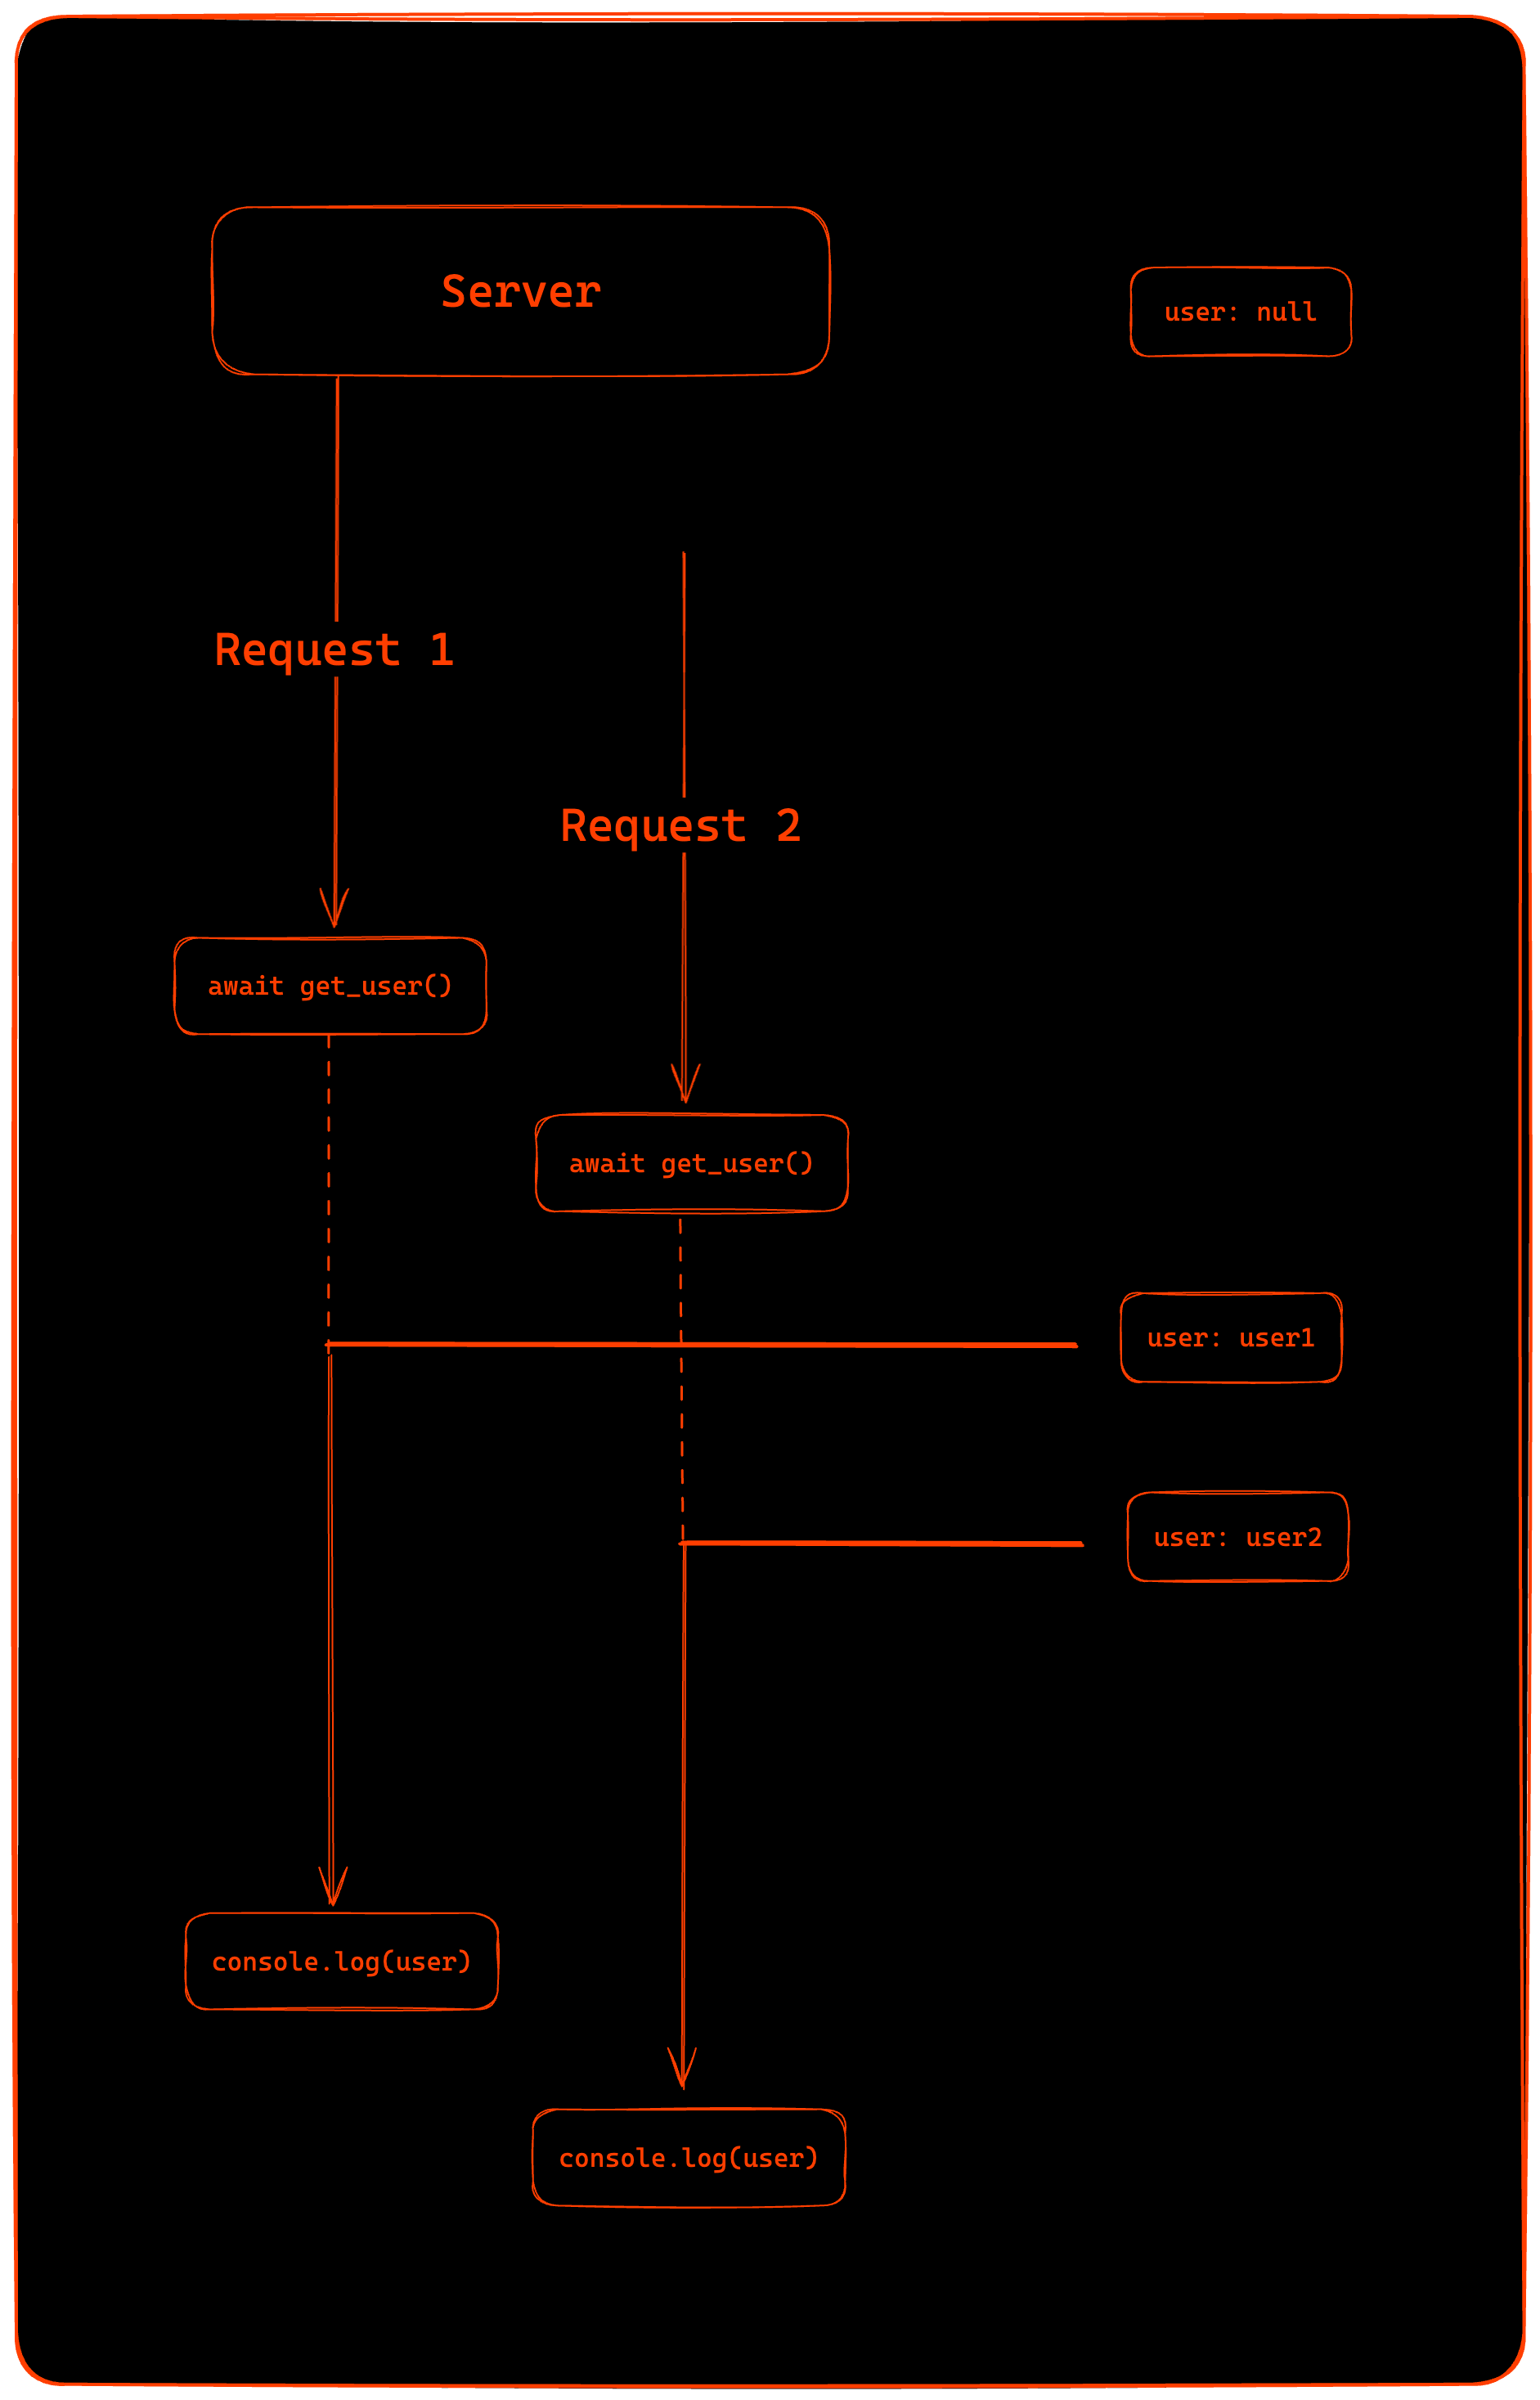 Server
user: null
Request 1
Request 2
await get_user()
await get_user()
user: user1
user: user2
console.log(user)
console.log(user)